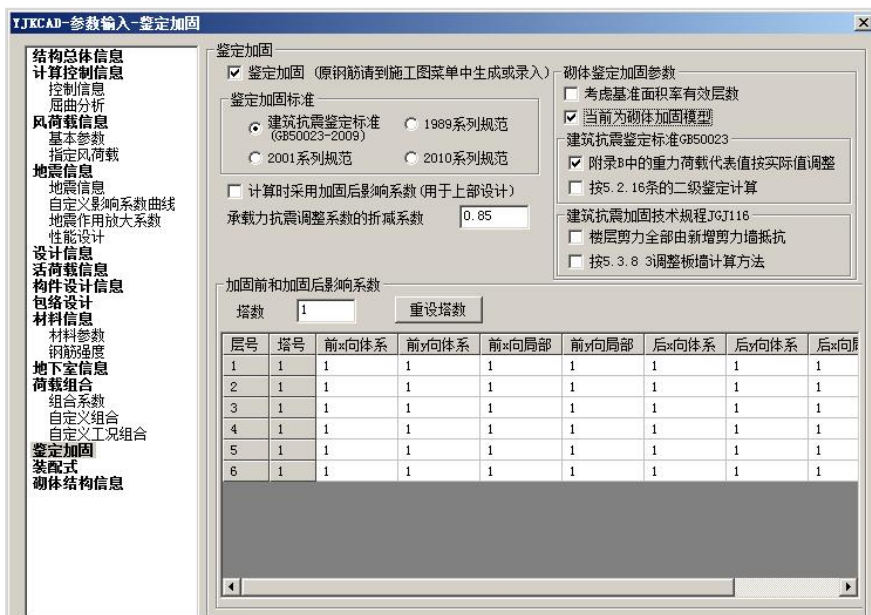 YJKCAD-参数输入-鉴定加固
结构总体信息
计算控制信息
控制信息
屈曲分析
风荷载信息
基本参数
指定风荷载
地震信息
地震信息
自定义影响系数曲线
地震作用放大系数
性能设计
设计信息
活荷载信息
构件设计信息
包络设计
材料信息
材料参数
钢筋强度
地下室信息
荷载组合
组合系数
自定义组合
自定义工况组合
鉴定加固
装配式
砌体结构信息
鉴定加固
鉴定加固 (原钢筋请到施工图菜单中生成或录入)
鉴定加固标准
建筑抗震鉴定标准
(GB50023-2009)
1989系列规范
2001系列规范
2010系列规范
计算时采用加固后影响系数(用于上部设计)
承载力抗震调整系数的折减系数 0.85
砌体鉴定加固参数
考虑基准面积率有效层数
当前为砌体加固模型
建筑抗震鉴定标准GB50023
附录B中的重力荷载代表值按实际值调整
按5.2.16条的二级鉴定计算
建筑抗震加固技术规程JGJ116
楼层剪力全部由新增剪力墙抵抗
按5.3.8 3调整板墙计算方法
加固前和加固后影响系数
塔数 1 重设塔数
层号 塔号 前x向体系 前y向体系 前x向局部 前y向局部 后x向体系 后y向体系 后x向局
1 1 1 1 1 1 1 1 1
2 1 1 1 1 1 1 1 1
3 1 1 1 1 1 1 1 1
4 1 1 1 1 1 1 1 1
5 1 1 1 1 1 1 1 1
6 1 1 1 1 1 1 1 1